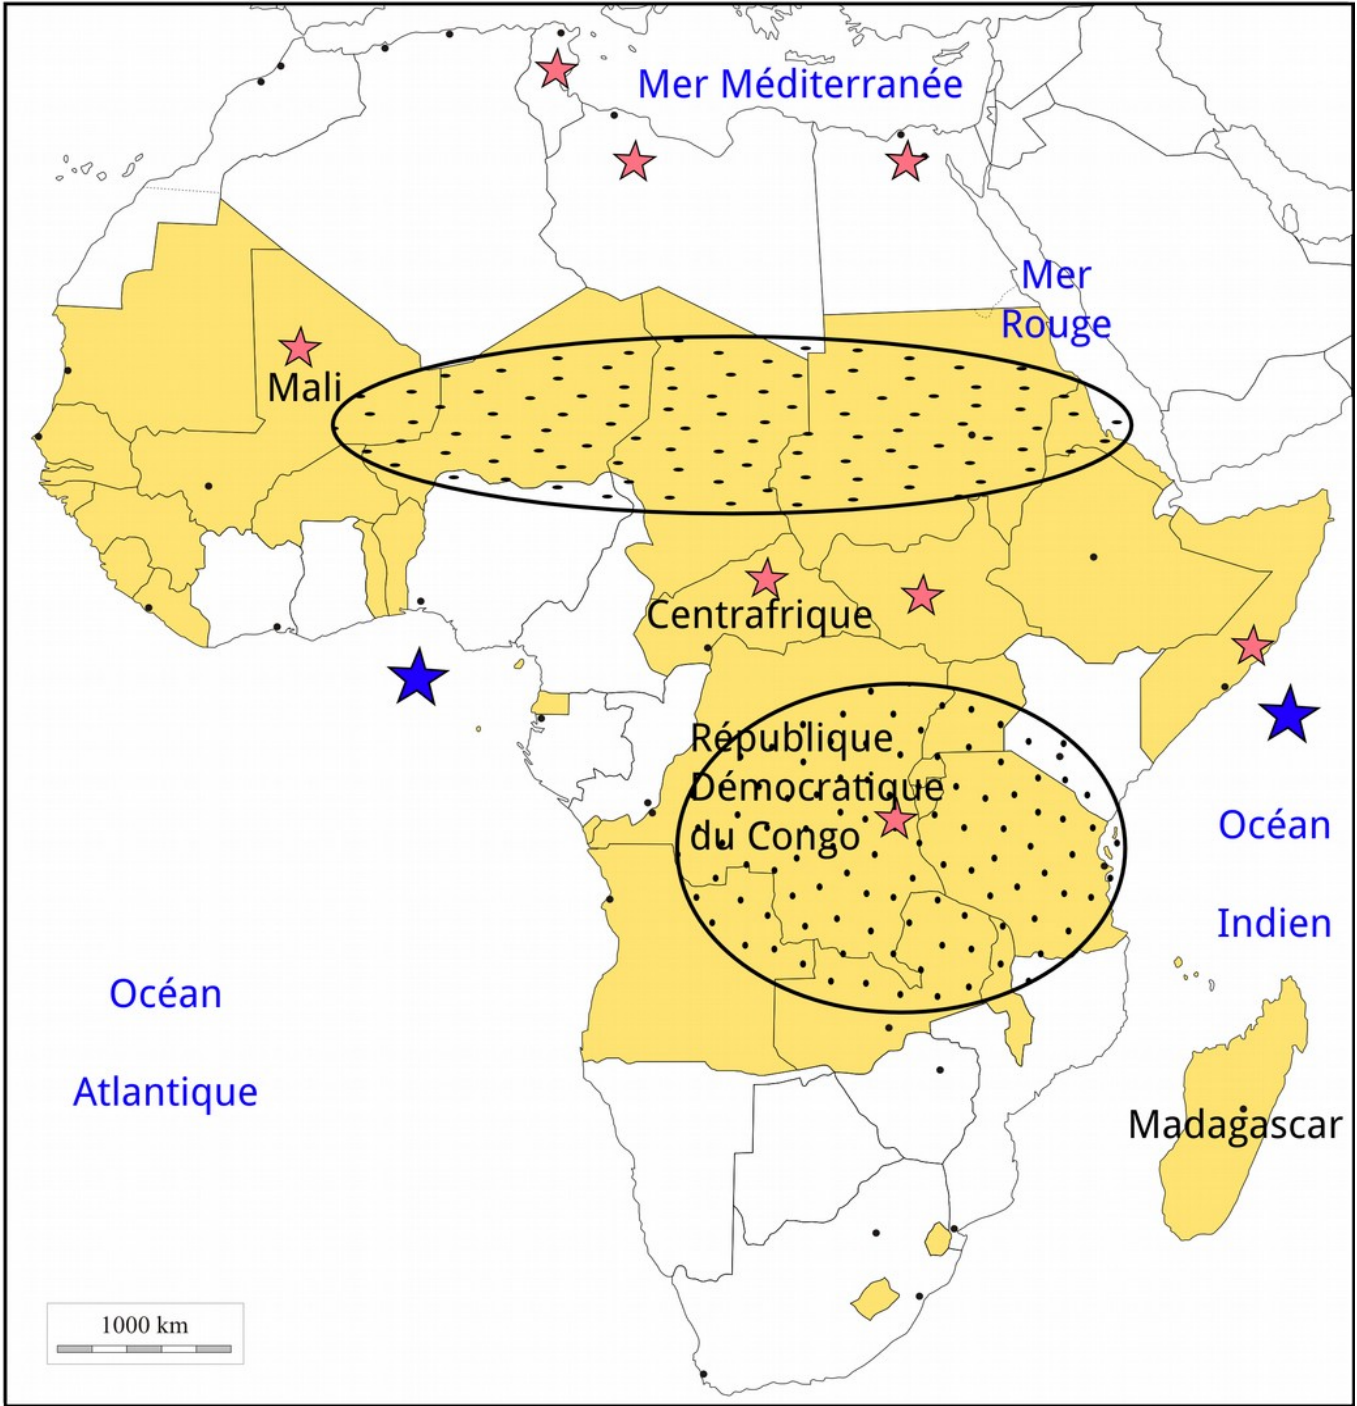 Mer Méditerranée
Mer
Rouge
Mali
Centrafrique
République
Démocratique
du Congo
Océan
Indien
Océan
Atlantique
Madagascar
1000 km